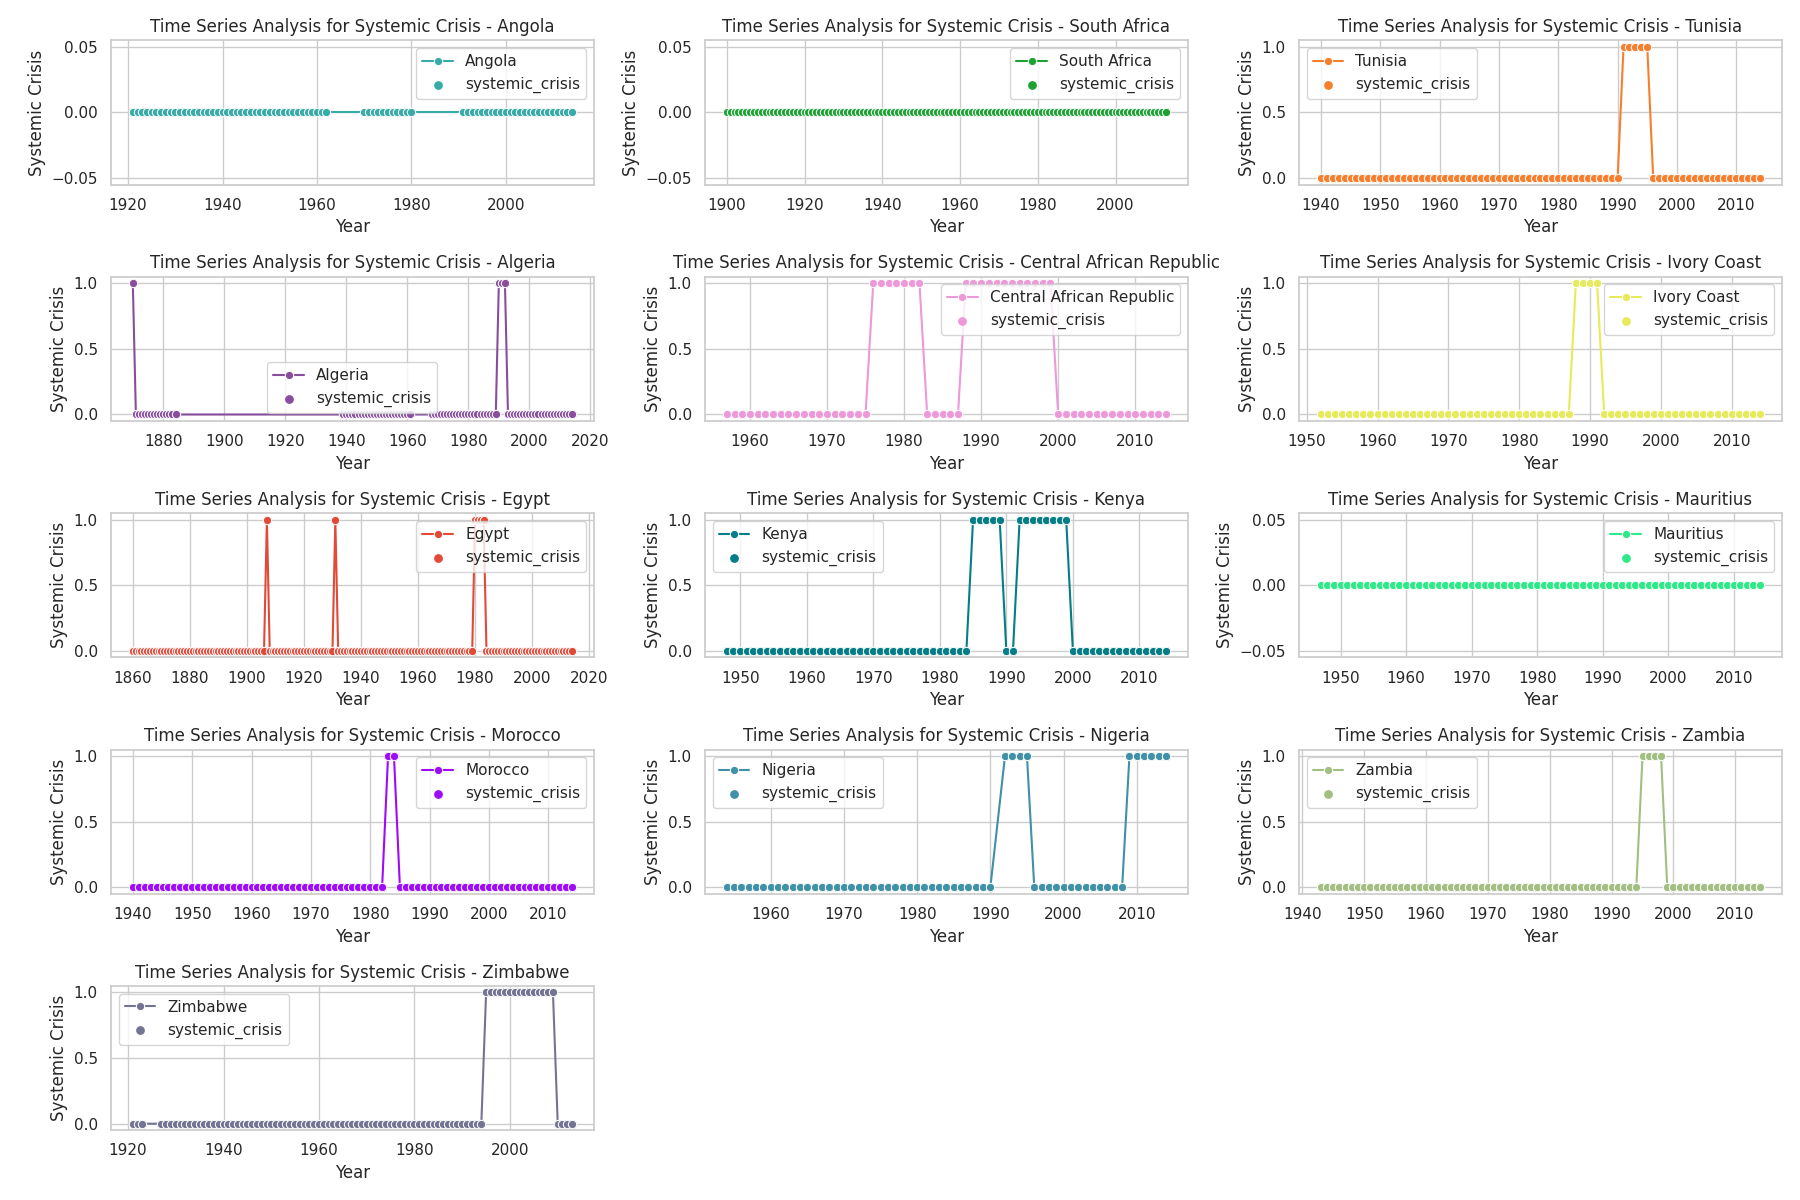 Time Series Analysis for Systemic Crisis - Angola
Systemic Crisis
0.05
0.00
−0.05
Angola
systemic_crisis
1920 1940 1960 1980 2000
Year
Time Series Analysis for Systemic Crisis - South Africa
Systemic Crisis
0.05
0.00
−0.05
South Africa
systemic_crisis
1900 1920 1940 1960 1980 2000
Year
Time Series Analysis for Systemic Crisis - Tunisia
Systemic Crisis
1.0
0.5
0.0
Tunisia
systemic_crisis
1940 1950 1960 1970 1980 1990 2000 2010
Year
Time Series Analysis for Systemic Crisis - Algeria
Systemic Crisis
1.0
0.5
0.0
Algeria
systemic_crisis
1880 1900 1920 1940 1960 1980 2000 2020
Year
Time Series Analysis for Systemic Crisis - Central African Republic
Systemic Crisis
1.0
0.5
0.0
Central African Republic
systemic_crisis
1960 1970 1980 1990 2000 2010
Year
Time Series Analysis for Systemic Crisis - Ivory Coast
Systemic Crisis
1.0
0.5
0.0
Ivory Coast
systemic_crisis
1950 1960 1970 1980 1990 2000 2010
Year
Time Series Analysis for Systemic Crisis - Egypt
Systemic Crisis
1.0
0.5
0.0
Egypt
systemic_crisis
1860 1880 1900 1920 1940 1960 1980 2000 2020
Year
Time Series Analysis for Systemic Crisis - Kenya
Systemic Crisis
1.0
0.5
0.0
Kenya
systemic_crisis
1950 1960 1970 1980 1990 2000 2010
Year
Time Series Analysis for Systemic Crisis - Mauritius
Systemic Crisis
0.05
0.00
−0.05
Mauritius
systemic_crisis
1950 1960 1970 1980 1990 2000 2010
Year
Time Series Analysis for Systemic Crisis - Morocco
Systemic Crisis
1.0
0.5
0.0
Morocco
systemic_crisis
1940 1950 1960 1970 1980 1990 2000 2010
Year
Time Series Analysis for Systemic Crisis - Nigeria
Systemic Crisis
1.0
0.5
0.0
Nigeria
systemic_crisis
1960 1970 1980 1990 2000 2010
Year
Time Series Analysis for Systemic Crisis - Zambia
Systemic Crisis
1.0
0.5
0.0
Zambia
systemic_crisis
1940 1950 1960 1970 1980 1990 2000 2010
Year
Time Series Analysis for Systemic Crisis - Zimbabwe
Systemic Crisis
1.0
0.5
0.0
Zimbabwe
systemic_crisis
1920 1940 1960 1980 2000
Year